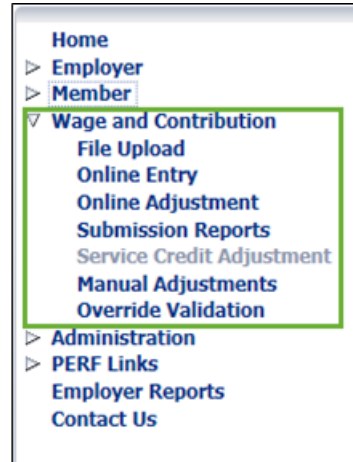 Home
Employer
Member
Wage and Contribution
File Upload
Online Entry
Online Adjustment
Submission Reports
Service Credit Adjustment
Manual Adjustments
Override Validation
Administration
PERF Links
Employer Reports
Contact Us